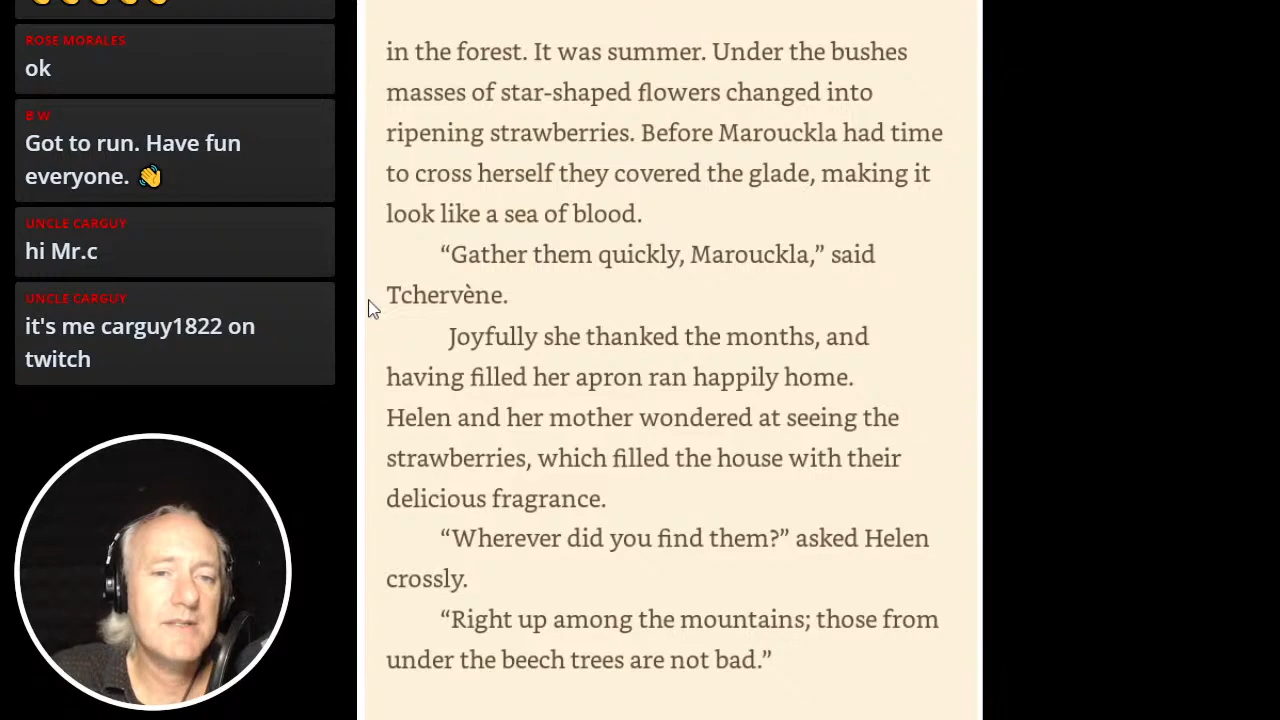 ROSE MORALES
ok
B W
Got to run. Have fun
everyone. 👋
UNCLE CARGUY
hi Mr.c
UNCLE CARGUY
it's me carguy1822 on
twitch
in the forest. It was summer. Under the bushes
masses of star-shaped flowers changed into
ripening strawberries. Before Marouckla had time
to cross herself they covered the glade, making it
look like a sea of blood.
“Gather them quickly, Marouckla,” said
Tchervène.
Joyfully she thanked the months, and
having filled her apron ran happily home.
Helen and her mother wondered at seeing the
strawberries, which filled the house with their
delicious fragrance.
“Wherever did you find them?” asked Helen
crossly.
“Right up among the mountains; those from
under the beech trees are not bad.”